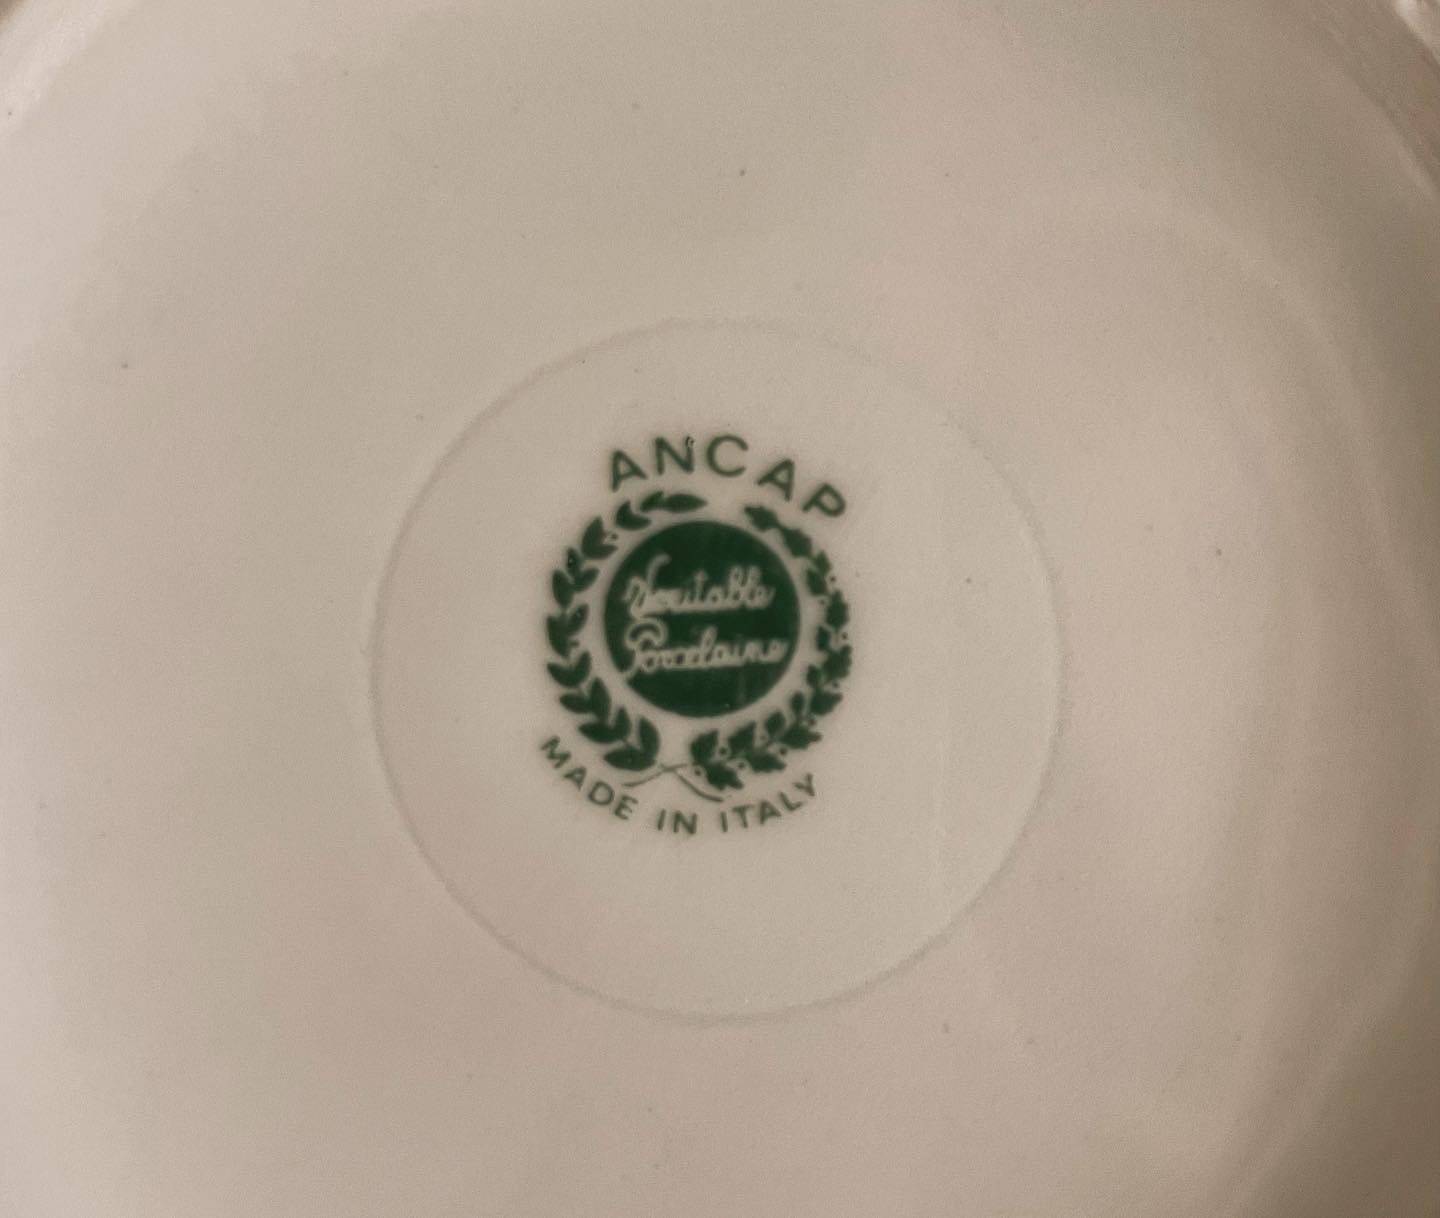 ANCAP
Veritable
Porcelaine
MADE IN ITALY